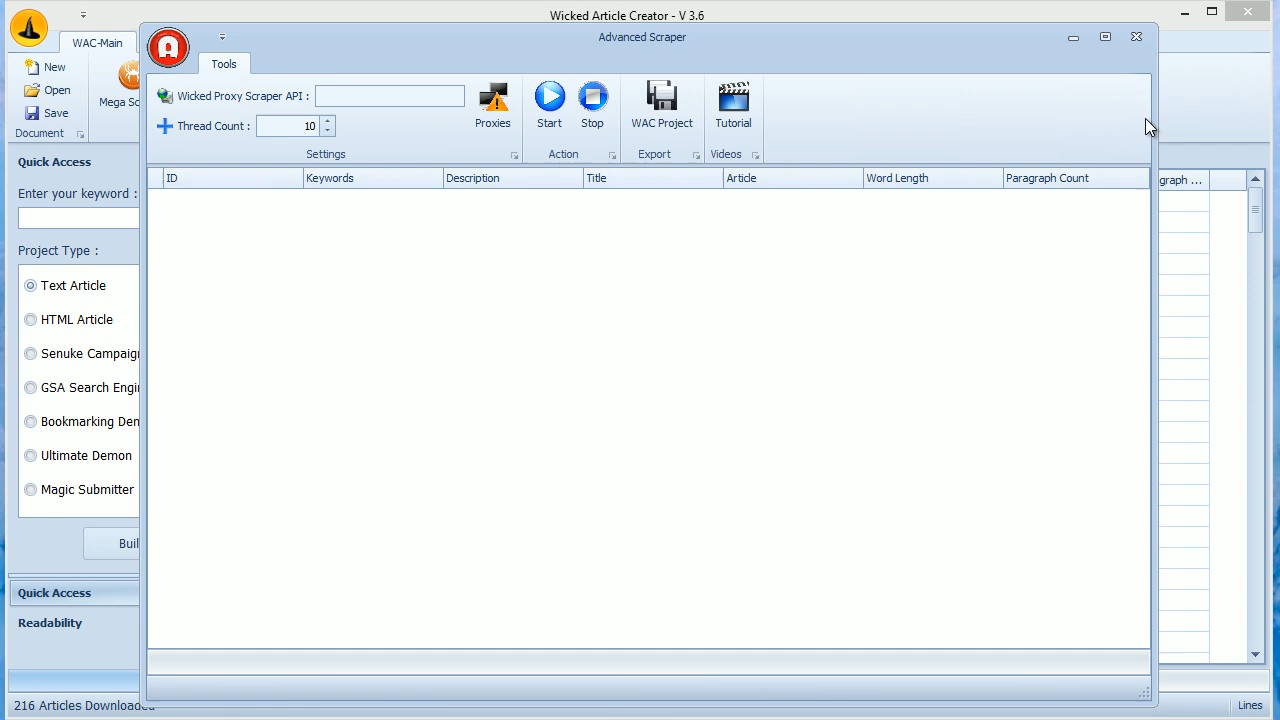 Wicked Article Creator - V 3.6
WAC-Main
New
Open
Save
Document
Mega Sc
Quick Access
Enter your keyword :
Project Type :
Text Article
HTML Article
Senuke Campaign
GSA Search Engi
Bookmarking Dem
Ultimate Demon
Magic Submitter
Buil
Quick Access
Readability
216 Articles Downloaded
Advanced Scraper
A
Tools
Wicked Proxy Scraper API :
Thread Count : 10
Proxies
Settings
Start
Stop
Action
WAC Project
Export
Tutorial
Videos
ID Keywords Description Title Article Word Length Paragraph Count
graph ...
Lines